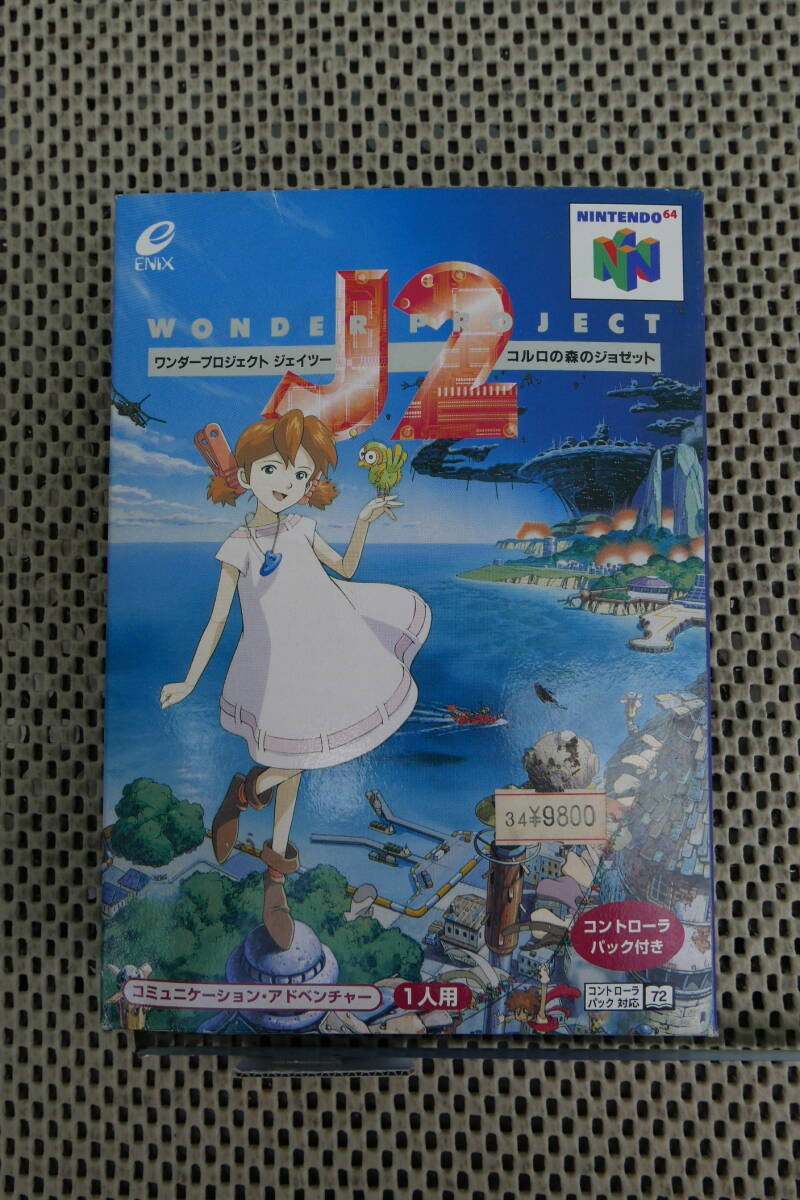 ENIX
NINTENDO 64
J2
WONDER PROJECT
ワンダープロジェクト ジェイツー
コルロの森のジョゼット
34¥9800
コントローラ
パック付き
コミュニケーション・アドベンチャー
1人用
コントローラ
パック 対応
72